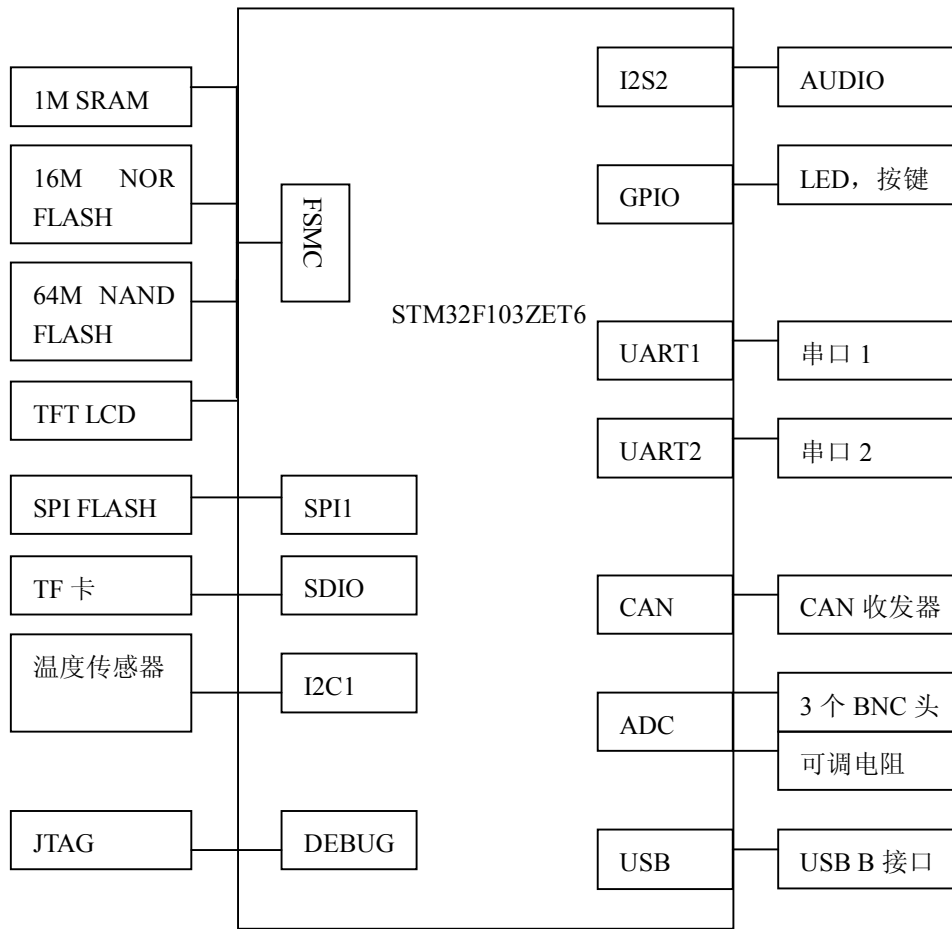 1M SRAM
16M NOR
FLASH
64M NAND
FLASH
TFT LCD
SPI FLASH
TF 卡
温度传感器
JTAG
FSMC
SPI1
SDIO
I2C1
DEBUG
STM32F103ZET6
I2S2
GPIO
UART1
UART2
CAN
ADC
USB
AUDIO
LED，按键
串口 1
串口 2
CAN 收发器
3 个 BNC 头
可调电阻
USB B 接口